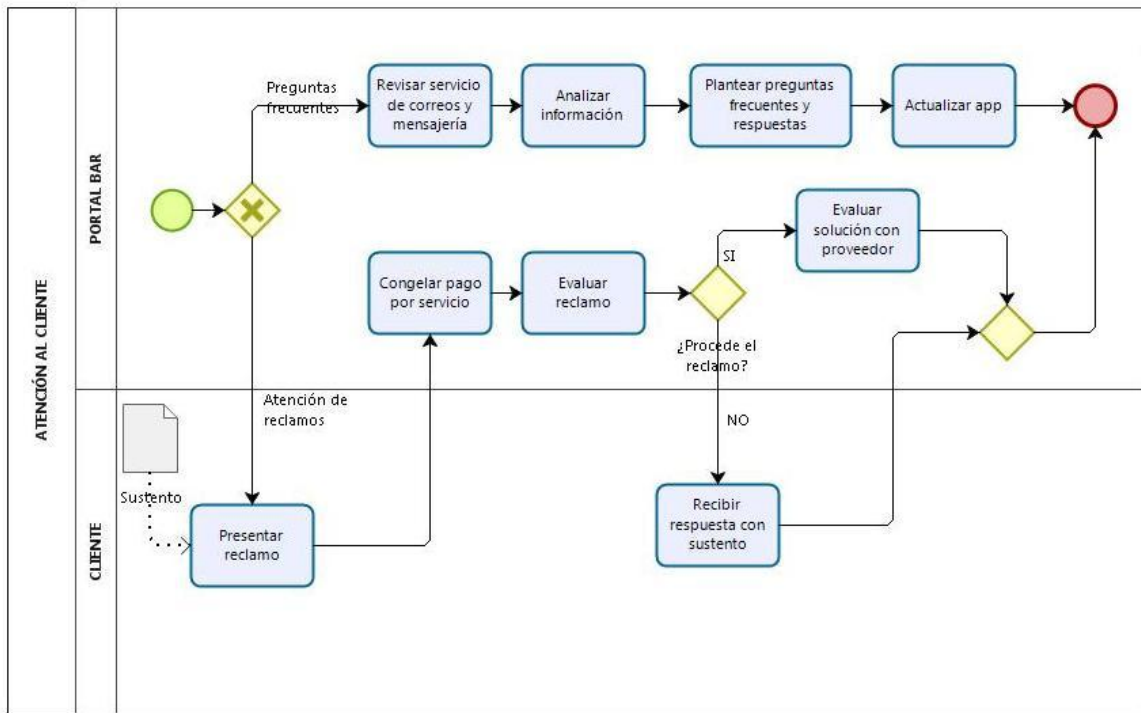 ATENCIÓN AL CLIENTE
PORTAL BAR
Preguntas
frecuentes
Revisar servicio
de correos y
mensajería
Analizar
información
Plantear preguntas
frecuentes y
respuestas
Actualizar app
Evaluar
solución con
proveedor
SI
Congelar pago
por servicio
Evaluar
reclamo
¿Procede el
reclamo?
CLIENTE
Atención de
reclamos
NO
Sustento
Presentar
reclamo
Recibir
respuesta con
sustento